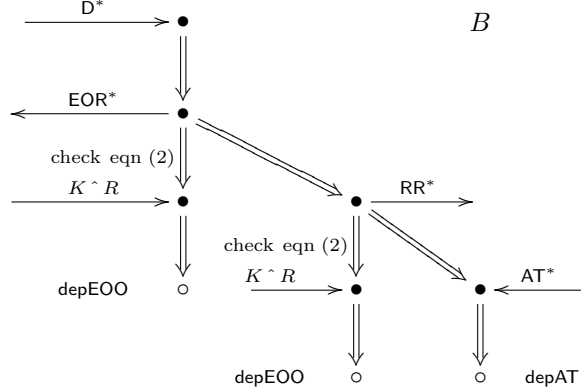 D*
B
EOR*
check eqn (2)
K ˆ R
RR*
check eqn (2)
depEOO
K ˆ R
AT*
depEOO
depAT